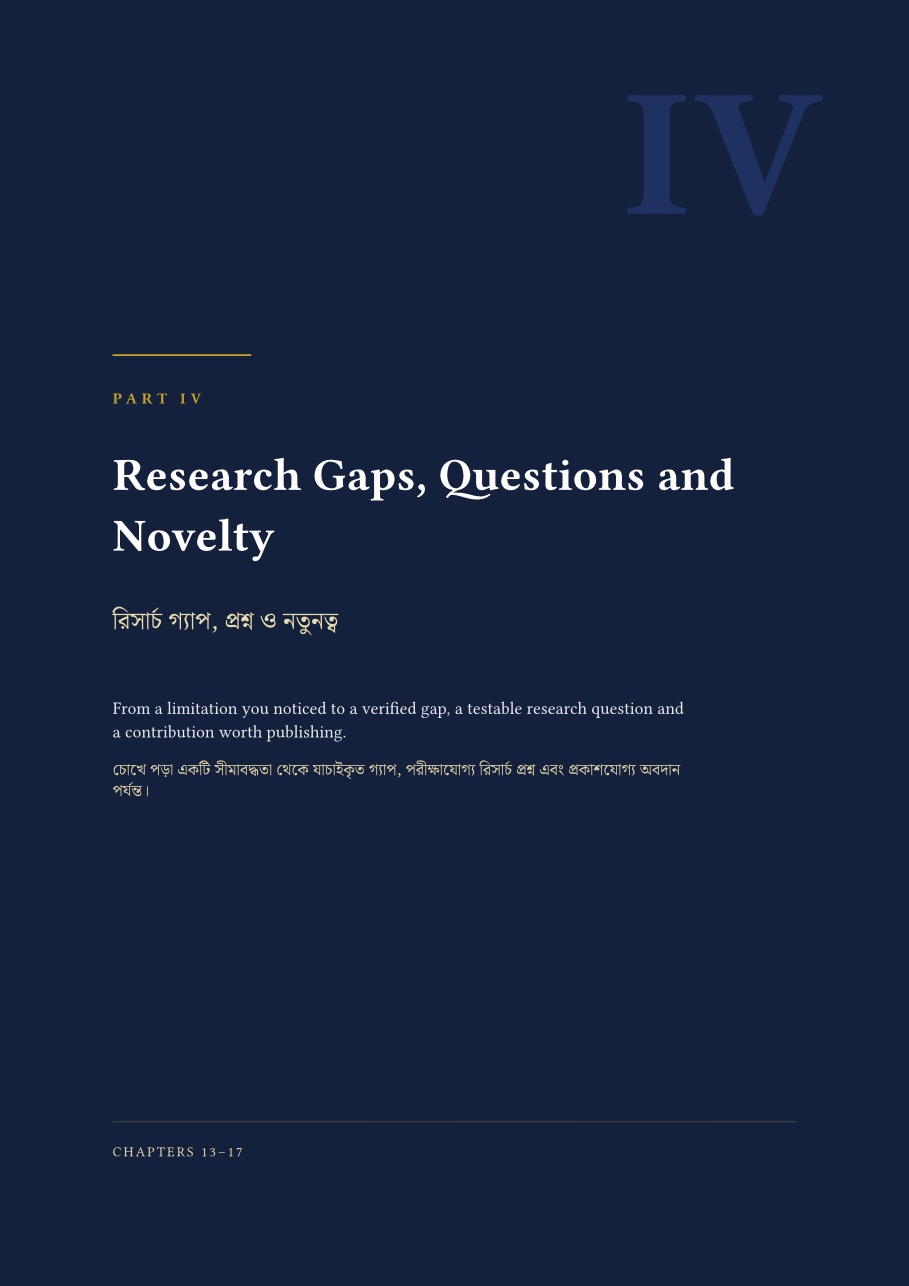 IV
PART IV
Research Gaps, Questions and
Novelty
রিসার্চ গ্যাপ, প্রশ্ন ও নতুনত্ব
From a limitation you noticed to a verified gap, a testable research question and
a contribution worth publishing.
চোখে পড়া একটি সীমাবদ্ধতা থেকে যাচাইকৃত গ্যাপ, পরীক্ষাযোগ্য রিসার্চ প্রশ্ন এবং প্রকাশযোগ্য অবদান
পর্যন্ত।
CHAPTERS 13–17